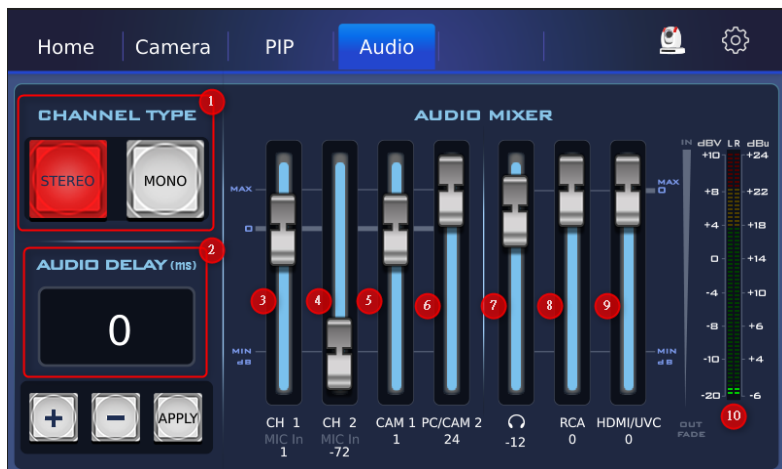 Home Camera PIP Audio
CHANNEL TYPE
1
STEREO MONO
AUDIO DELAY (ms)
2
0
+ - APPLY
AUDIO MIXER
MAX
0
MIN
dB
3 4 5 6 7 8 9
CH 1 CH 2 CAM 1 PC/CAM 2 RCA HDMI/UVC
MIC In MIC In
1 -72 1 24 -12 0 0
MAX
0
MIN
dB
IN dBV L R dBu
+10 +24
+8 +22
+4 +18
0 +14
-4 +10
-8 +6
-10 +4
-20 -6
OUT
FADE
10